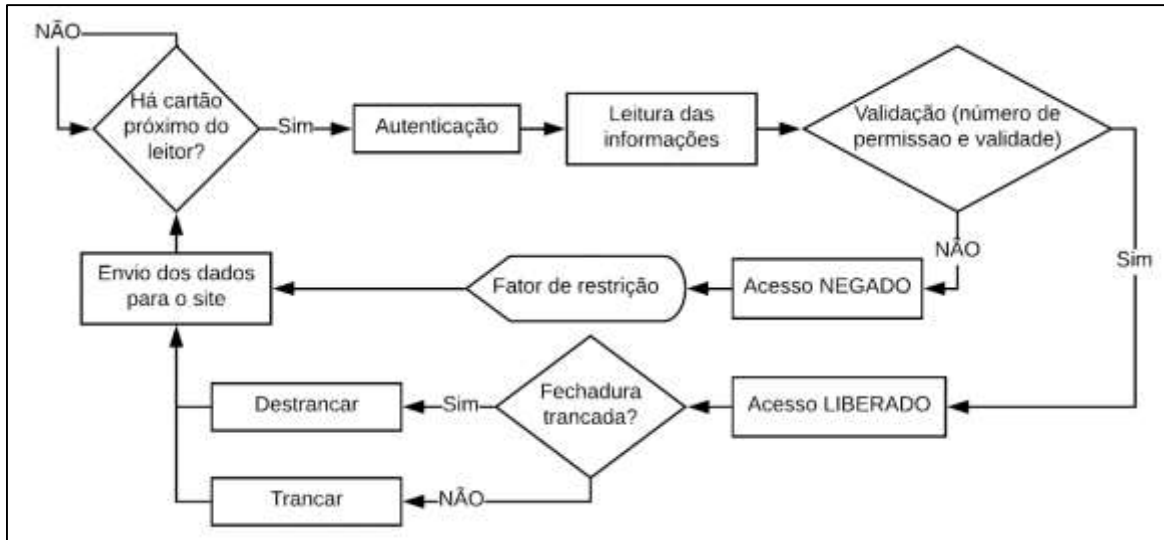 NÃO
Há cartão
próximo do
leitor?
Sim
Autenticação
Leitura das
informações
Validação (número de
permissao e validade)
NÃO
Sim
Envio dos dados
para o site
Fator de restrição
Acesso NEGADO
Destrancar
Sim
Fechadura
trancada?
Acesso LIBERADO
Trancar
NÃO